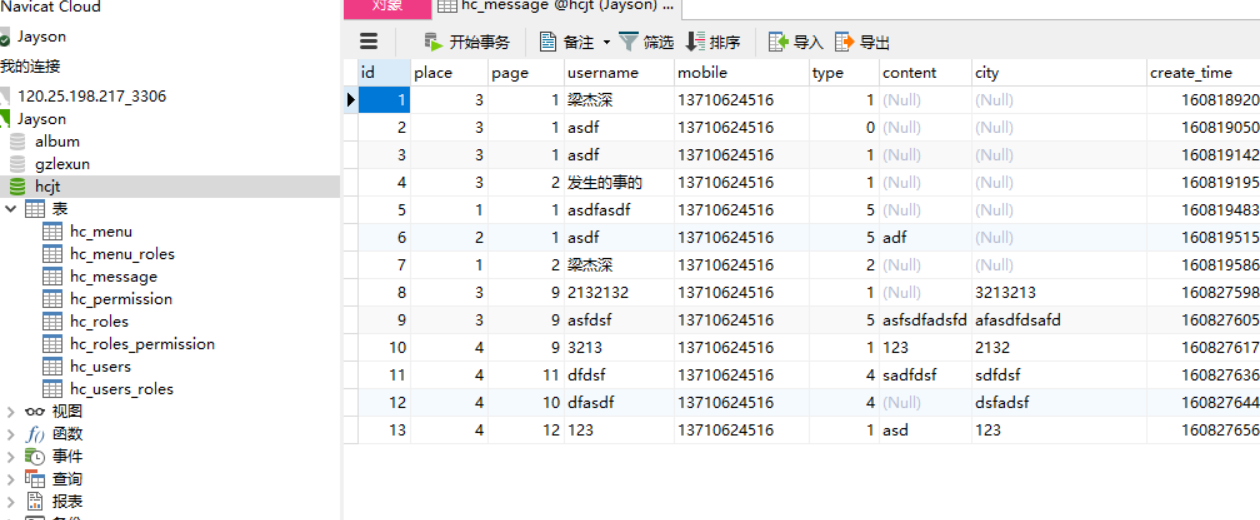 Navicat Cloud
Jayson
我的连接
120.25.198.217_3306
Jayson
album
gzlexun
hcjt
表
hc_menu
hc_menu_roles
hc_message
hc_permission
hc_roles
hc_roles_permission
hc_users
hc_users_roles
视图
函数
事件
查询
报表
对象 hc_message @hcjt (Jayson) ...
开始事务 备注 筛选 排序 导入 导出
id place page username mobile type content city create_time
1 3 1 梁杰深 13710624516 1 (Null) (Null) 160818920
2 3 1 asdf 13710624516 0 (Null) (Null) 160819050
3 3 1 asdf 13710624516 1 (Null) (Null) 160819142
4 3 2 发生的事的 13710624516 1 (Null) (Null) 160819195
5 1 1 asdfasdf 13710624516 5 (Null) (Null) 160819483
6 2 1 asdf 13710624516 5 adf (Null) 160819515
7 1 2 梁杰深 13710624516 2 (Null) (Null) 160819586
8 3 9 2132132 13710624516 1 (Null) 3213213 160827598
9 3 9 asfdsf 13710624516 5 asfsdfadsfd afasdfdsafd 160827605
10 4 9 3213 13710624516 1 123 2132 160827617
11 4 11 dfdsf 13710624516 4 sadfdsf sdfdsf 160827636
12 4 10 dfasdf 13710624516 4 (Null) dsfadsf 160827644
13 4 12 123 13710624516 1 asd 123 160827656